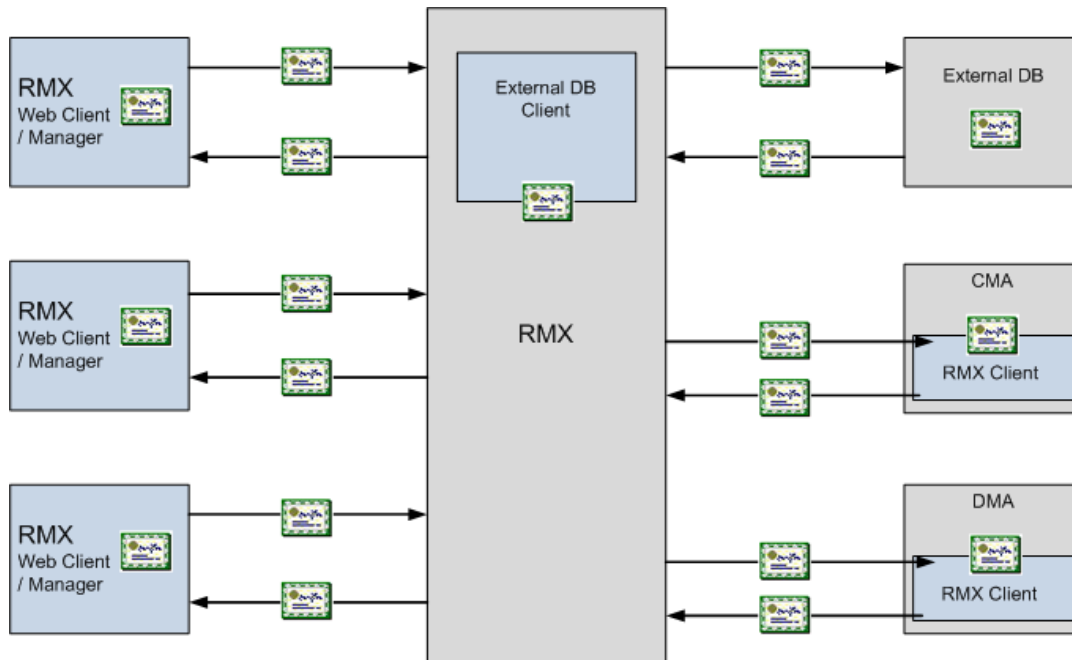 RMX
Web Client
/ Manager
External DB
Client
External DB
RMX
Web Client
/ Manager
RMX
CMA
RMX Client
RMX
Web Client
/ Manager
DMA
RMX Client